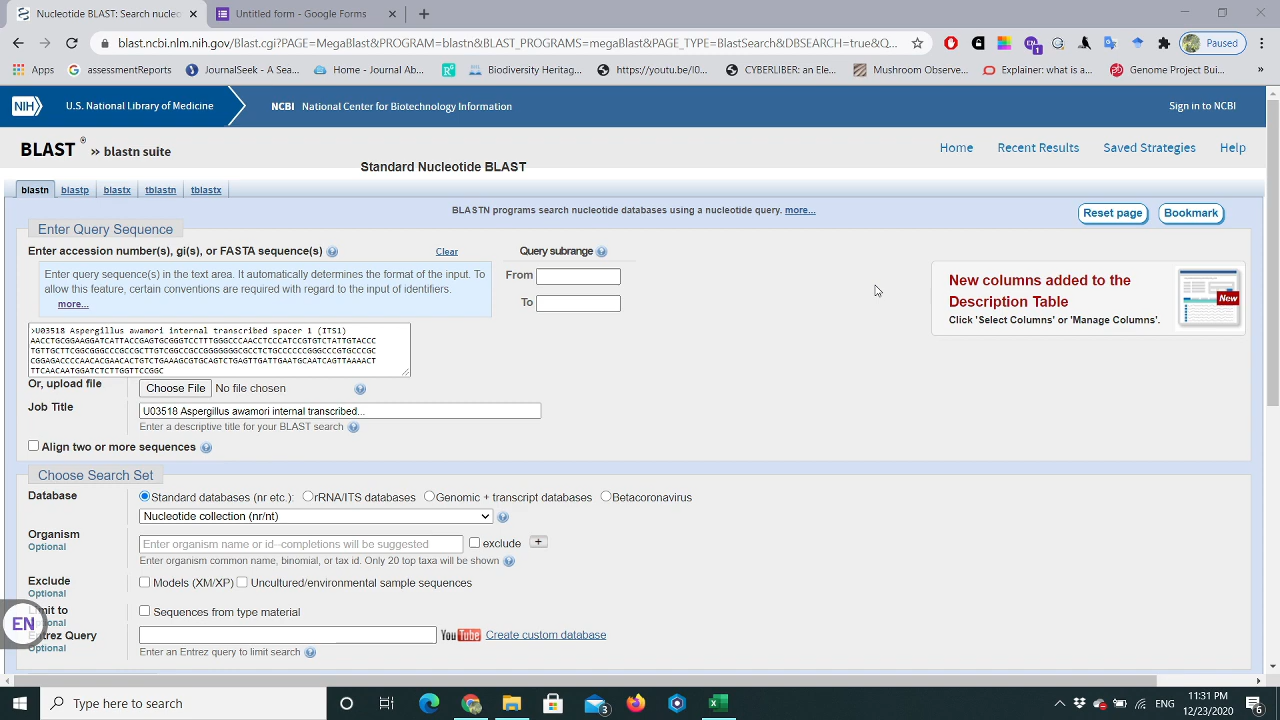 Nucleotide BLAST: Search nucleo
Untitled form - Google Forms
blast.ncbi.nlm.nih.gov/Blast.cgi?PAGE=MegaBlast&PROGRAM=blastn&BLAST_PROGRAMS=megaBlast&PAGE_TYPE=BlastSearch&DBSEARCH=true&Q...
Paused
Apps
assessmentReports
JournalSeek - A Sea...
Home - Journal Ab...
Biodiversity Heritag...
https://youtu.be/I0...
CYBERLIBER: an Ele...
Mushroom Observe...
Explainer: what is a...
Genome Project Bui...
NIH
U.S. National Library of Medicine
NCBI
National Center for Biotechnology Information
Sign in to NCBI
BLAST ® » blastn suite
Home
Recent Results
Saved Strategies
Help
Standard Nucleotide BLAST
blastn
blastp
blastx
tblastn
tblastx
BLASTN programs search nucleotide databases using a nucleotide query. more...
Reset page
Bookmark
Enter Query Sequence
Enter accession number(s), gi(s), or FASTA sequence(s)
Clear
Query subrange
Enter query sequence(s) in the text area. It automatically determines the format of the input. To
allow this feature, certain conventions are required with regard to the input of identifiers.
more...
From
To
New columns added to the
Description Table
Click 'Select Columns' or 'Manage Columns'.
New
>U03518 Aspergillus awamori internal transcribed spacer 1 (ITS1)
AACCTGCGGAAGGATCATTACCGAGTGCGGGTCCTTTGGGCCCAACCTCCCATCCGTGTCTATTGTACCC
TGTTGCTTCGGCGGGCCCGCCGCTTGTCGGCCGCCGGGGGGGCGCCTCTGCCCCCCGGGCCCGTGCCCGC
CGGAGACCCCAACACGAACACTGTCTGAAAGCGTGCAGTCTGAGTTGATTGAATGCAATCAGTTAAAACT
TTCAACAATGGATCTCTTGGTTCCGGC
Or, upload file
Choose File
No file chosen
Job Title
U03518 Aspergillus awamori internal transcribed...
Enter a descriptive title for your BLAST search
Align two or more sequences
Choose Search Set
Database
Standard databases (nr etc.):
rRNA/ITS databases
Genomic + transcript databases
Betacoronavirus
Nucleotide collection (nr/nt)
Organism
Optional
Enter organism name or id--completions will be suggested
exclude
+
Enter organism common name, binomial, or tax id. Only 20 top taxa will be shown
Exclude
Optional
Models (XM/XP)
Uncultured/environmental sample sequences
Limit to
Optional
Sequences from type material
Entrez Query
Optional
YouTube
Create custom database
Enter an Entrez query to limit search
EN
Type here to search
3
ENG
11:31 PM
12/23/2020
6